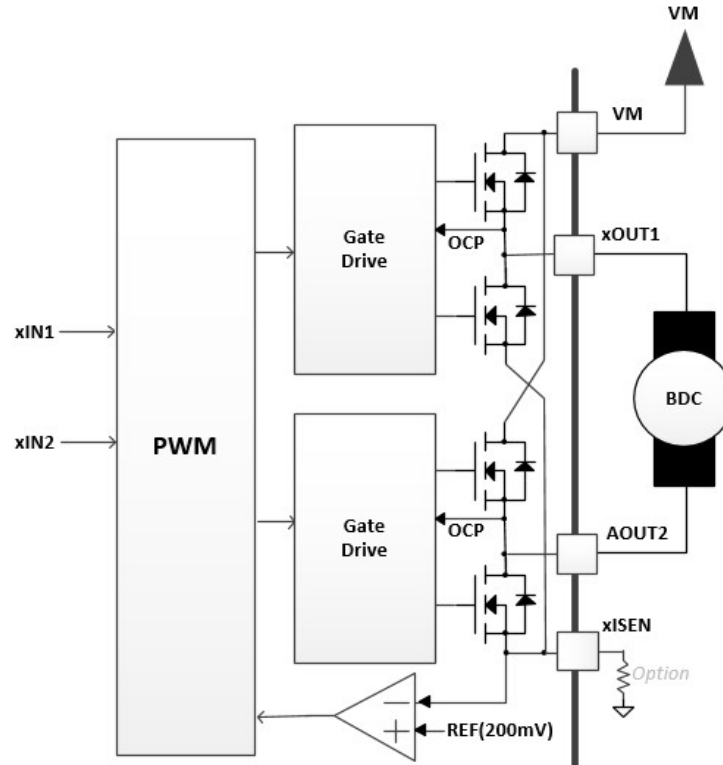 VM
VM
xOUT1
Gate
Drive
OCP
xIN1
BDC
xIN2
PWM
Gate
Drive
OCP
AOUT2
xISEN
Option
REF(200mV)